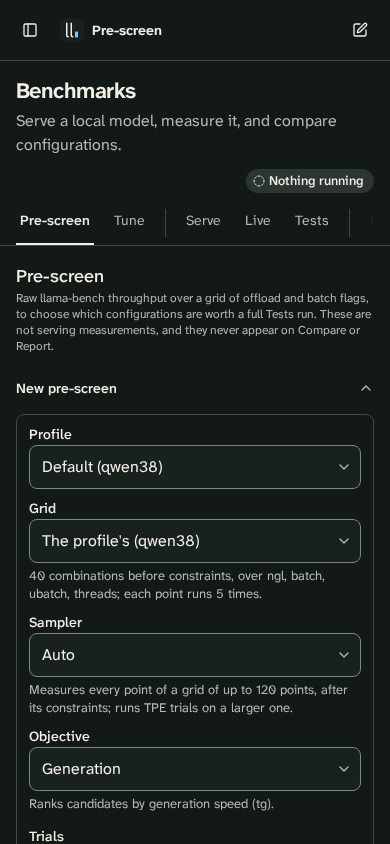 Pre-screen
Benchmarks
Serve a local model, measure it, and compare
configurations.
Nothing running
Pre-screen Tune Serve Live Tests
Pre-screen
Raw llama-bench throughput over a grid of offload and batch flags,
to choose which configurations are worth a full Tests run. These are
not serving measurements, and they never appear on Compare or
Report.
New pre-screen
Profile
Default (qwen38)
Grid
The profile's (qwen38)
40 combinations before constraints, over ngl, batch,
ubatch, threads; each point runs 5 times.
Sampler
Auto
Measures every point of a grid of up to 120 points, after
its constraints; runs TPE trials on a larger one.
Objective
Generation
Ranks candidates by generation speed (tg).
Trials